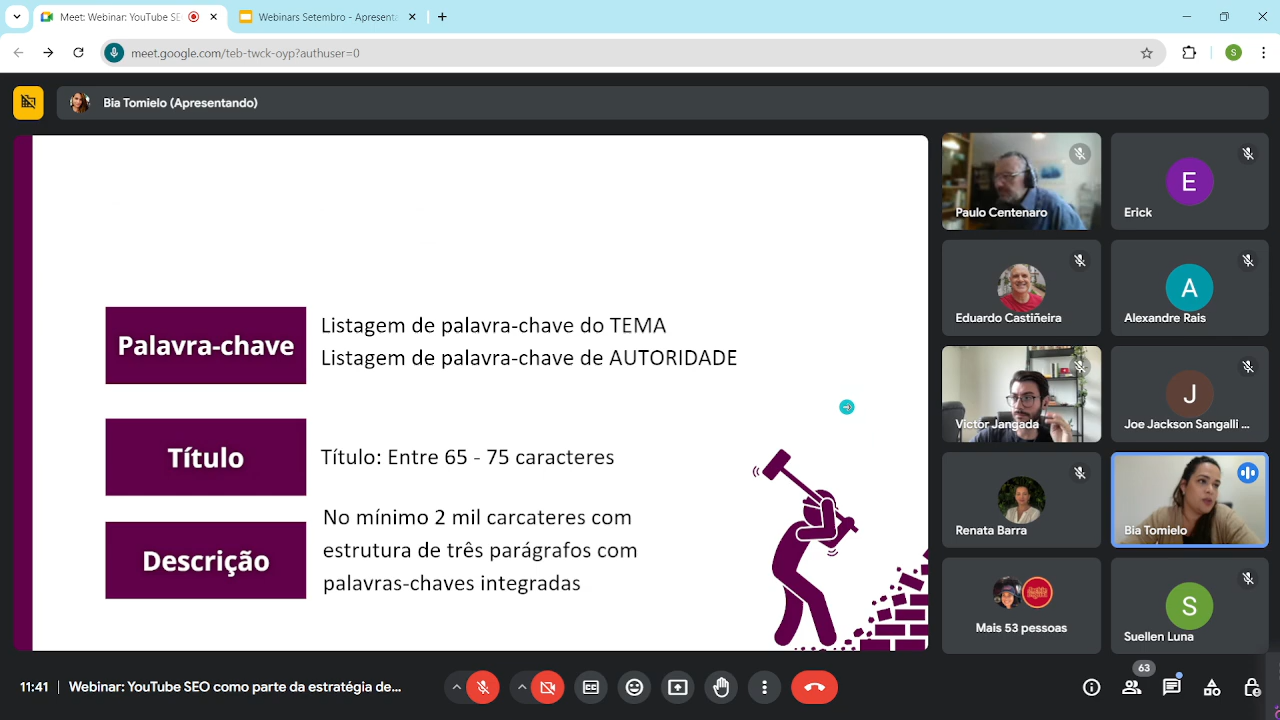 Meet: Webinar: YouTube SE
Webinars Setembro - Apresenta
meet.google.com/teb-twck-oyp?authuser=0
S
Bia Tomielo (Apresentando)
Palavra-chave
Listagem de palavra-chave do TEMA
Listagem de palavra-chave de AUTORIDADE
Título
Título: Entre 65 - 75 caracteres
Descrição
No mínimo 2 mil carcateres com
estrutura de três parágrafos com
palavras-chaves integradas
Paulo Centenaro
E
Erick
Eduardo Castiñeira
A
Alexandre Rais
Victor Jangada
J
Joe Jackson Sangalli ...
Renata Barra
Bia Tomielo
Mais 53 pessoas
S
Suellen Luna
11:41 | Webinar: YouTube SEO como parte da estratégia de...
63